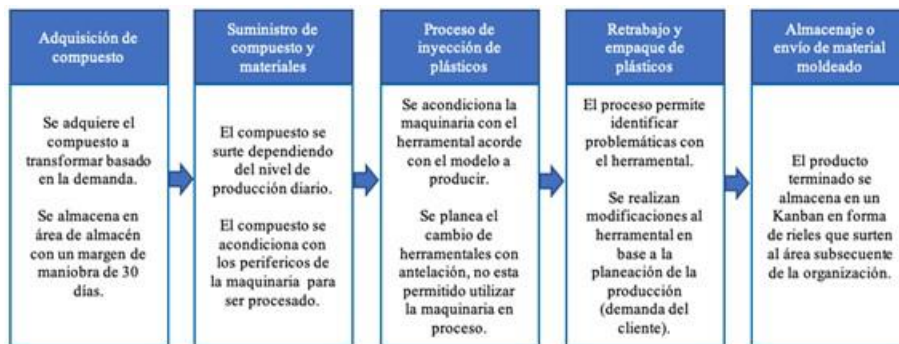 Adquisición de
compuesto
Se adquiere el
compuesto a
transformar basado
en la demanda.
Se almacena en
área de almacén
con un margen de
maniobra de 30
días.
Suministro de
compuesto y
materiales
El compuesto se
surte dependiendo
del nivel de
producción diario.
El compuesto se
acondiciona con
los perifericos de
la maquinaria para
ser procesado.
Proceso de
inyección de
plásticos
Se acondiciona la
maquinaria con el
herramental acorde
con el modelo a
producir.
Se planea el
cambio de
herramentales con
antelación, no esta
permitido utilizar
la maquinaria en
proceso.
Retrabajo y
empaque de
plásticos
El proceso permite
identificar
problemáticas con
el herramental.
Se realizan
modificaciones al
herramental en
base a la
planeación de la
producción
(demanda del
cliente).
Almacenaje o
envío de material
moldeado
El producto
terminado se
almacena en un
Kanban en forma
de rieles que surten
al área subsecuente
de la organización.